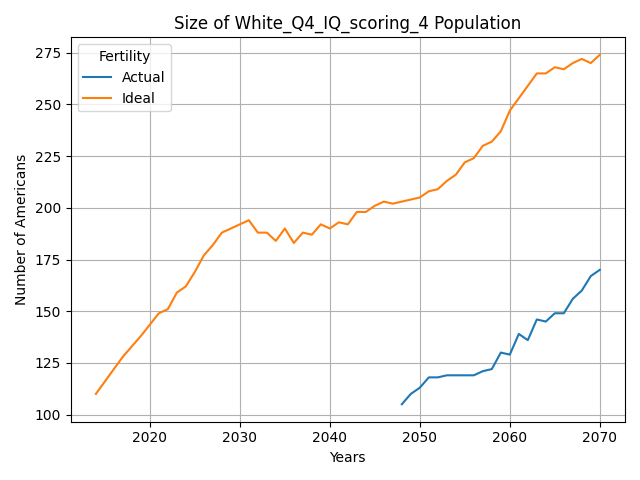 Size of White_Q4_IQ_scoring_4 Population
Fertility
Actual
Ideal
Number of Americans
275
250
225
200
175
150
125
100
2020 2030 2040 2050 2060 2070
Years